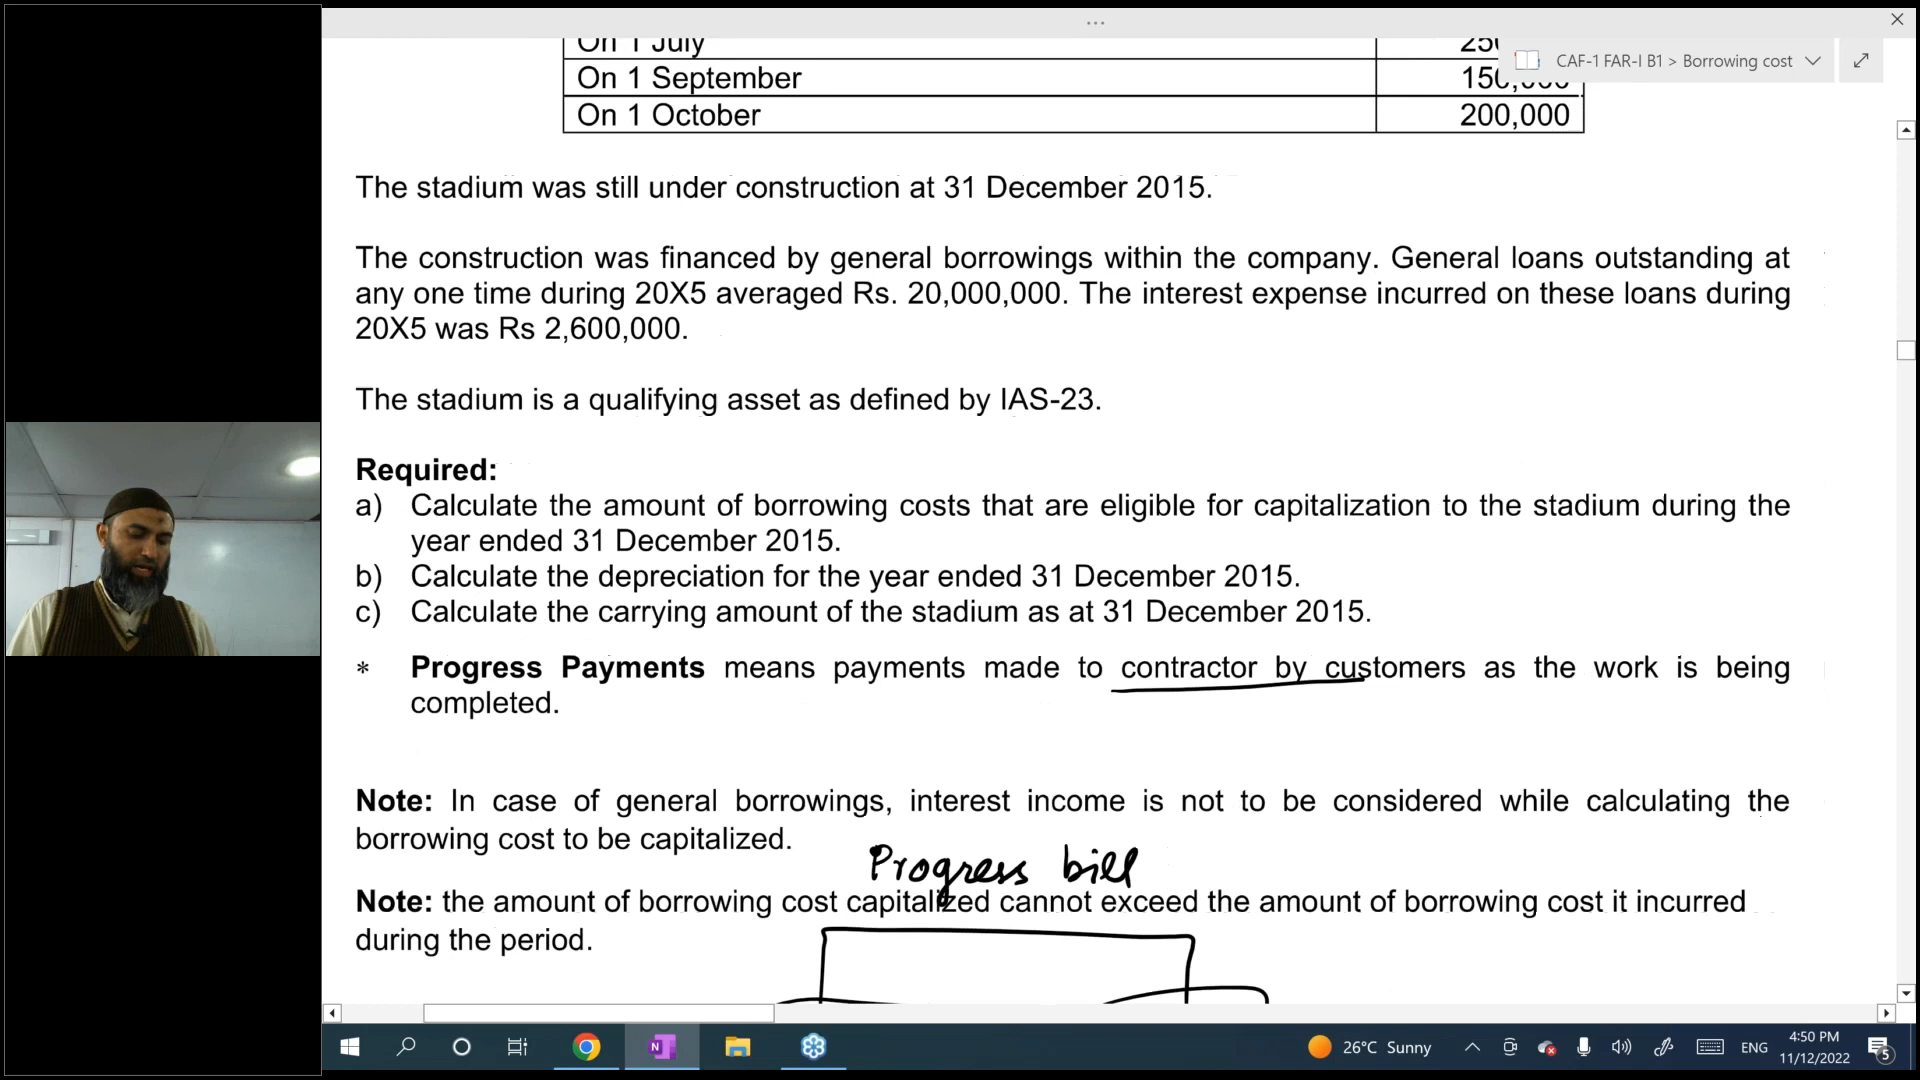 On 1 July 250
CAF-1 FAR-I B1 > Borrowing cost
On 1 September 150,000
On 1 October 200,000
The stadium was still under construction at 31 December 2015.
The construction was financed by general borrowings within the company. General loans outstanding at
any one time during 20X5 averaged Rs. 20,000,000. The interest expense incurred on these loans during
20X5 was Rs 2,600,000.
The stadium is a qualifying asset as defined by IAS-23.
Required:
a) Calculate the amount of borrowing costs that are eligible for capitalization to the stadium during the
year ended 31 December 2015.
b) Calculate the depreciation for the year ended 31 December 2015.
c) Calculate the carrying amount of the stadium as at 31 December 2015.
* Progress Payments means payments made to contractor by customers as the work is being
completed.
Note: In case of general borrowings, interest income is not to be considered while calculating the
borrowing cost to be capitalized.
Progress bill
Note: the amount of borrowing cost capitalized cannot exceed the amount of borrowing cost it incurred
during the period.
26°C Sunny
ENG
4:50 PM
11/12/2022
5